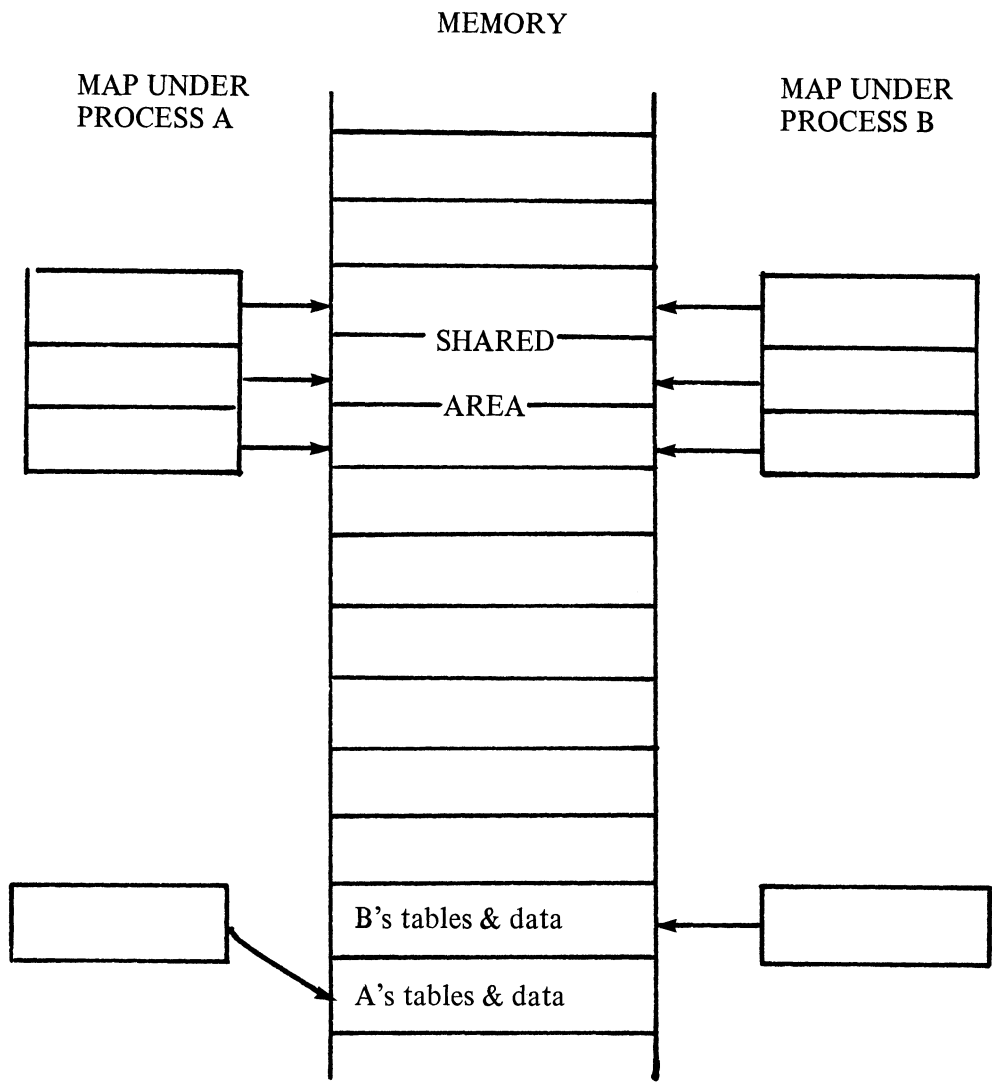 MEMORY
MAP UNDER
PROCESS A
MAP UNDER
PROCESS B
SHARED
AREA
B's tables & data
A's tables & data